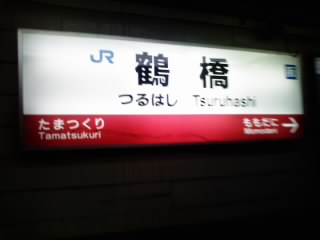 JR 鶴橋
つるはし Tsuruhashi
たまつくり ももだに
Tamatsukuri Momodani